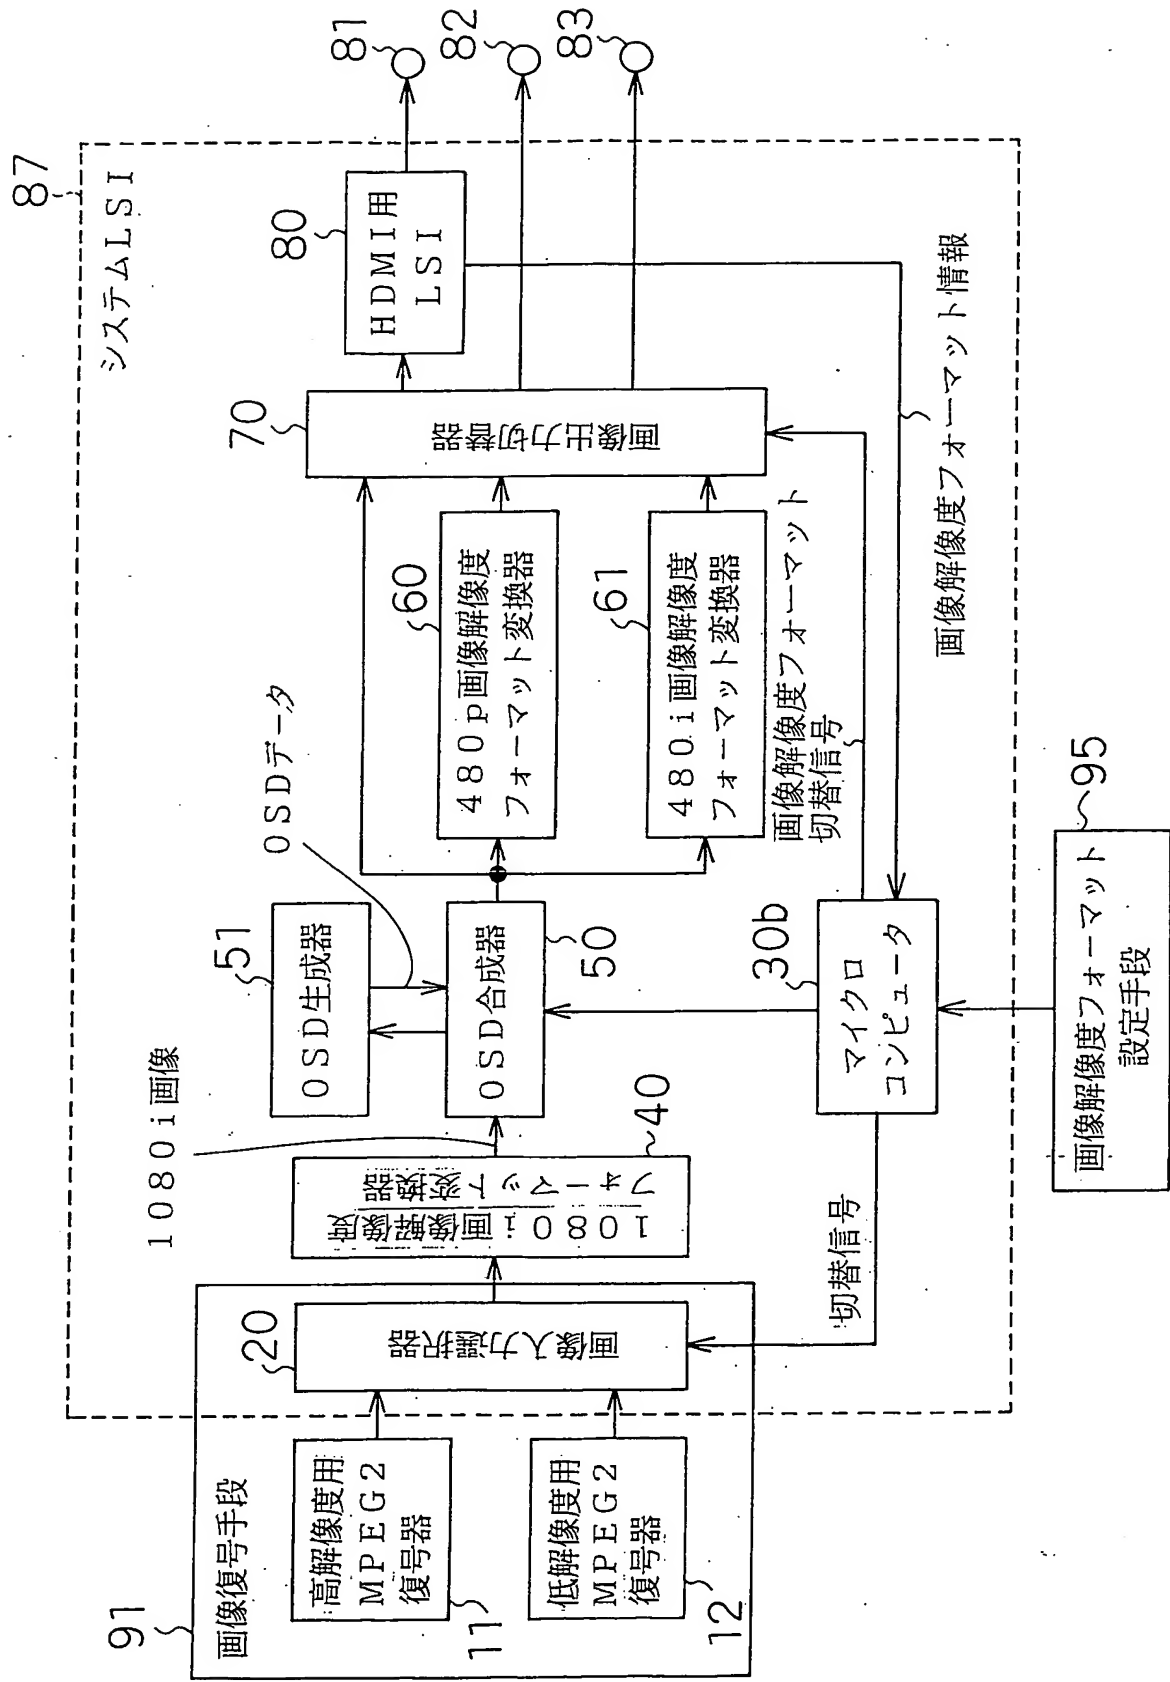 87
システムLSI
91
画像復号手段
高解像度用
MPEG2
復号器
11
低解像度用
MPEG2
復号器
12
20
画像入力選択器
1080i画像解像度
フォーマット変換器
40
1080i画像
51
OSD生成器
OSDデータ
OSD合成器
50
60
480p画像解像度
フォーマット変換器
61
480i画像解像度
フォーマット変換器
70
画像出力切替器
80
HDMI用
LSI
81
82
83
切替信号
30b
マイクロ
コンピュータ
画像解像度フォーマット
切替信号
画像解像度フォーマット情報
95
画像解像度フォーマット
設定手段